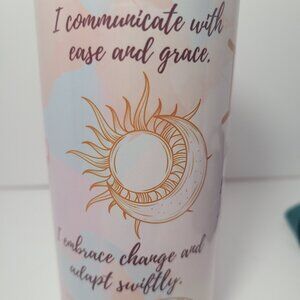 I communicate with
ease and grace.
I embrace change and
adapt swiftly.